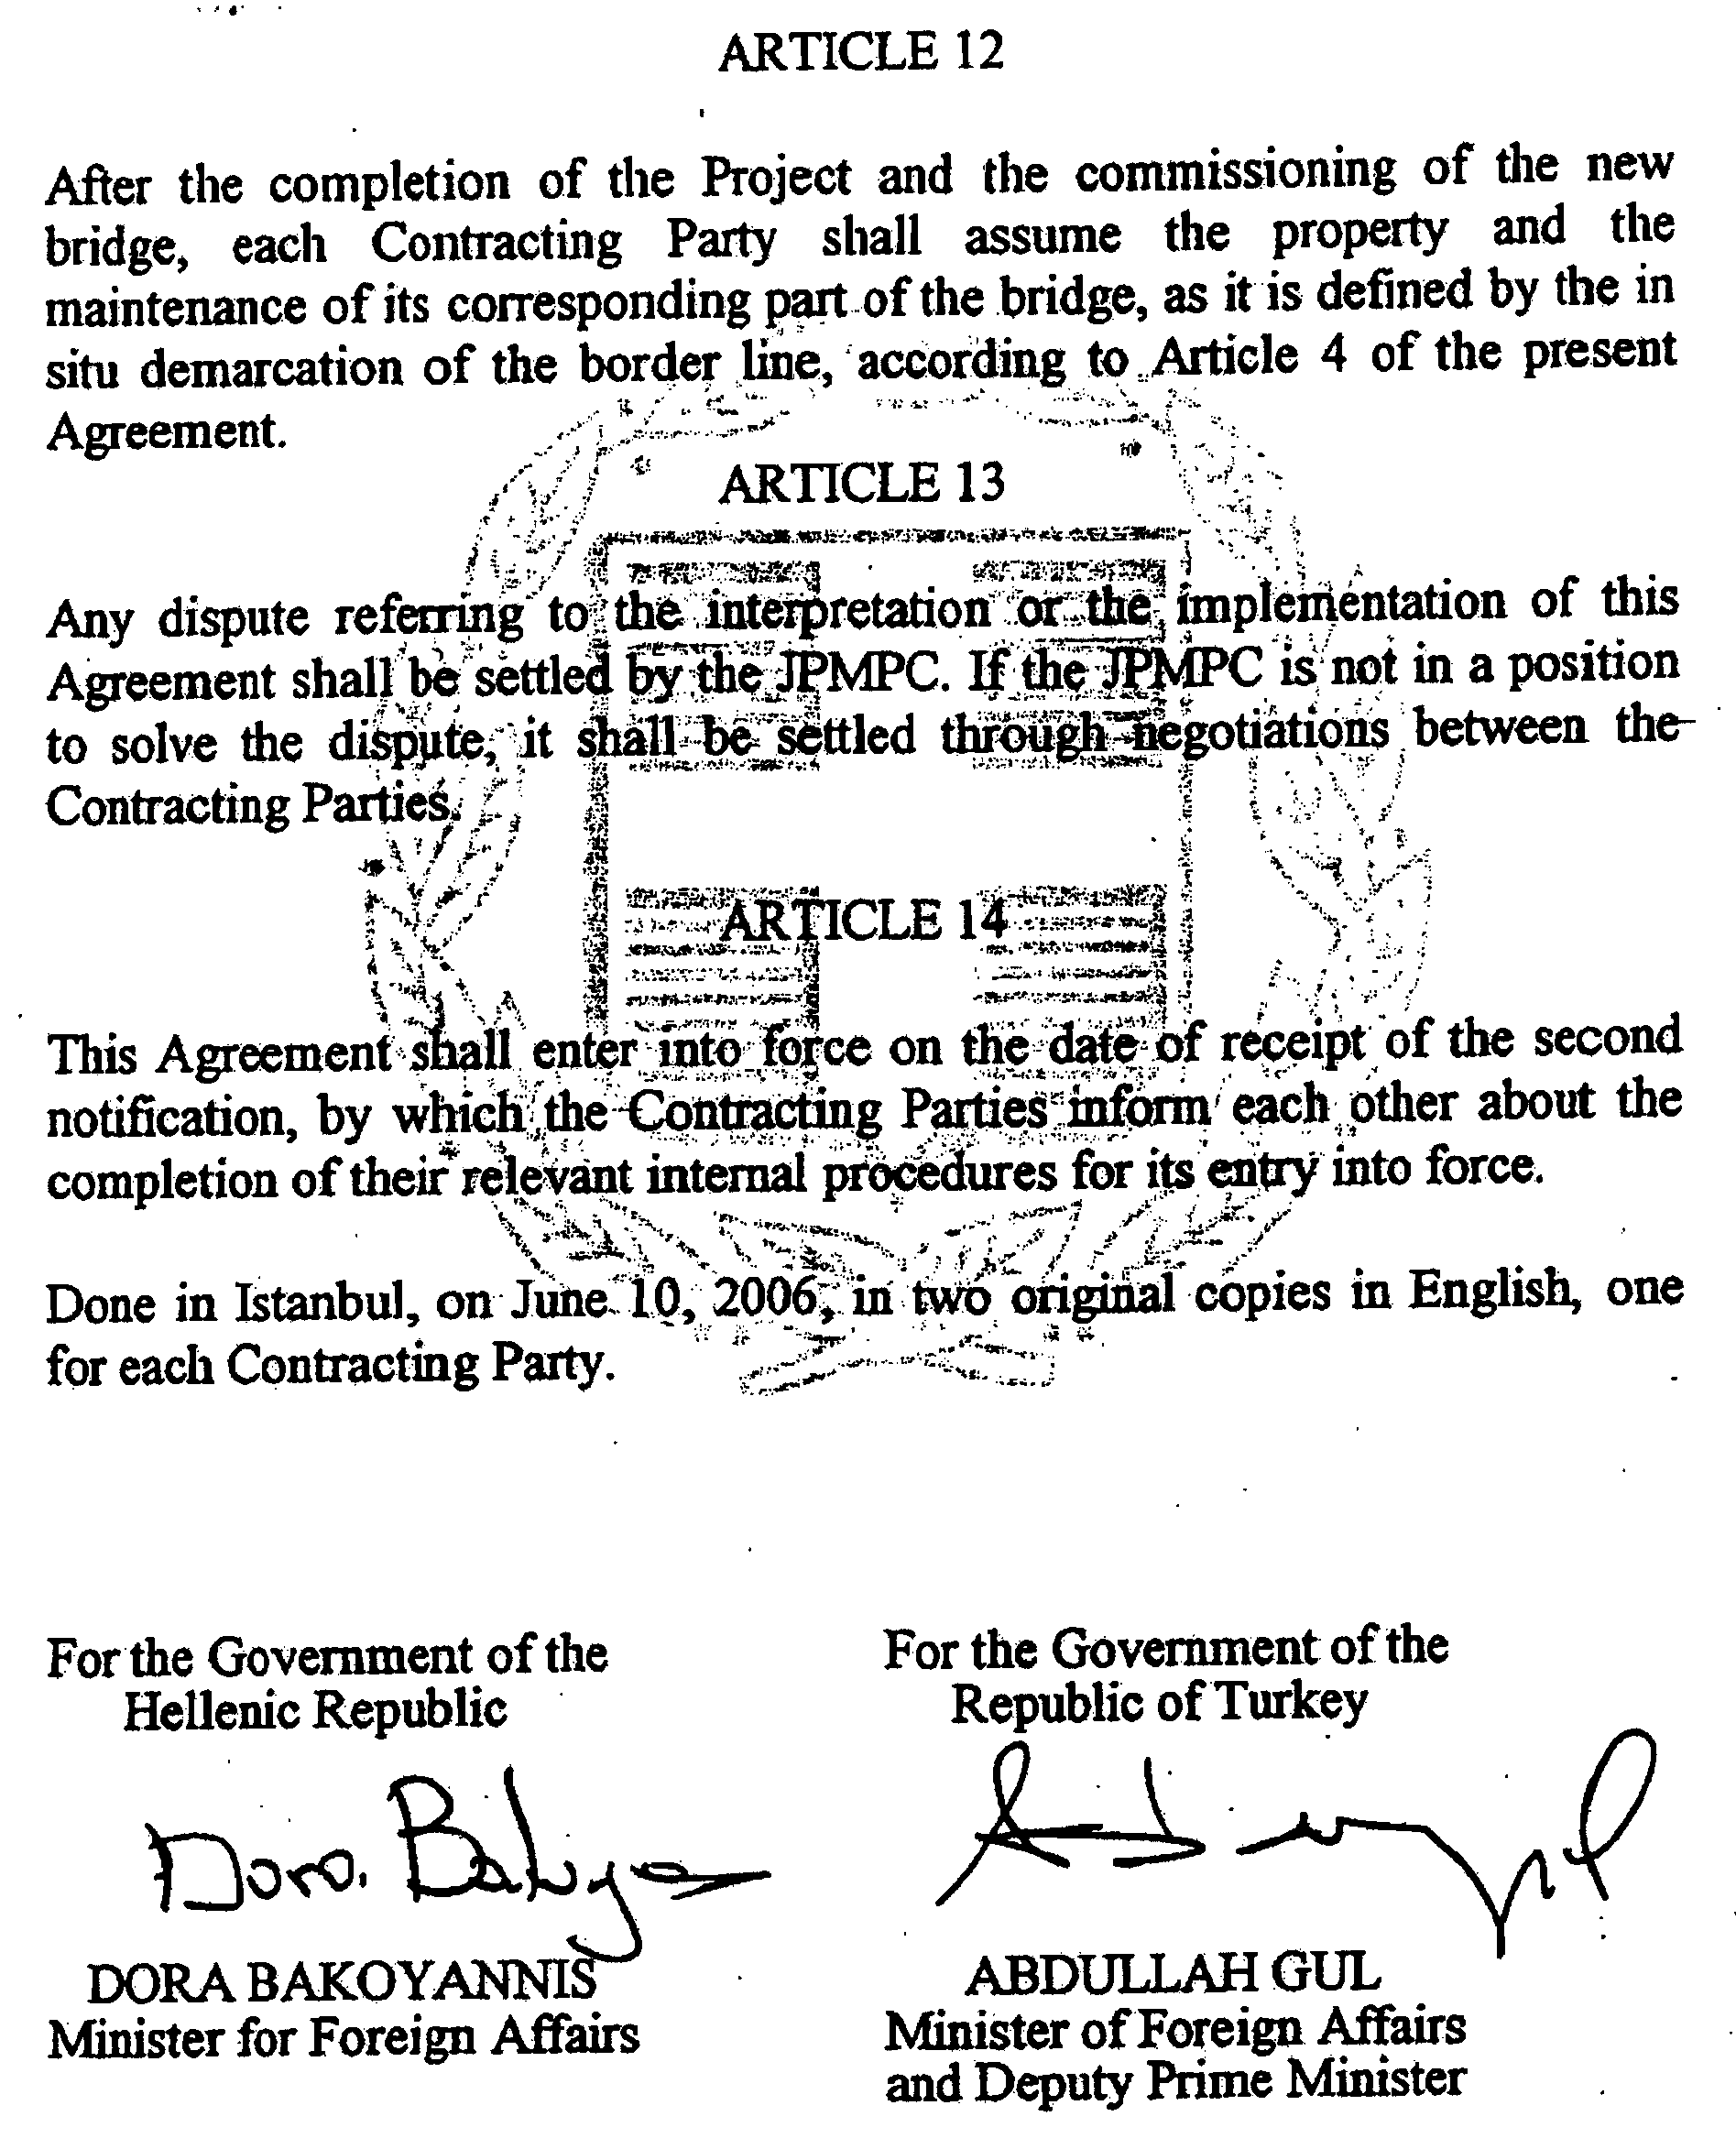 ARTICLE 12
After the completion of the Project and the commissioning of the new
bridge, each Contracting Party shall assume the property and the
maintenance of its corresponding part of the bridge, as it is defined by the in
situ demarcation of the border line, according to Article 4 of the present
Agreement.
ARTICLE 13
Any dispute referring to the interpretation or the implementation of this
Agreement shall be settled by the JPMPC. If the JPMPC is not in a position
to solve the dispute, it shall be settled through negotiations between the
Contracting Parties.
ARTICLE 14
This Agreement shall enter into force on the date of receipt of the second
notification, by which the Contracting Parties inform each other about the
completion of their relevant internal procedures for its entry into force.
Done in Istanbul, on June 10, 2006, in two original copies in English, one
for each Contracting Party.
For the Government of the
Hellenic Republic
Dora Bakoy
DORA BAKOYANNIS
Minister for Foreign Affairs
For the Government of the
Republic of Turkey
ABDULLAH GUL
Minister of Foreign Affairs
and Deputy Prime Minister